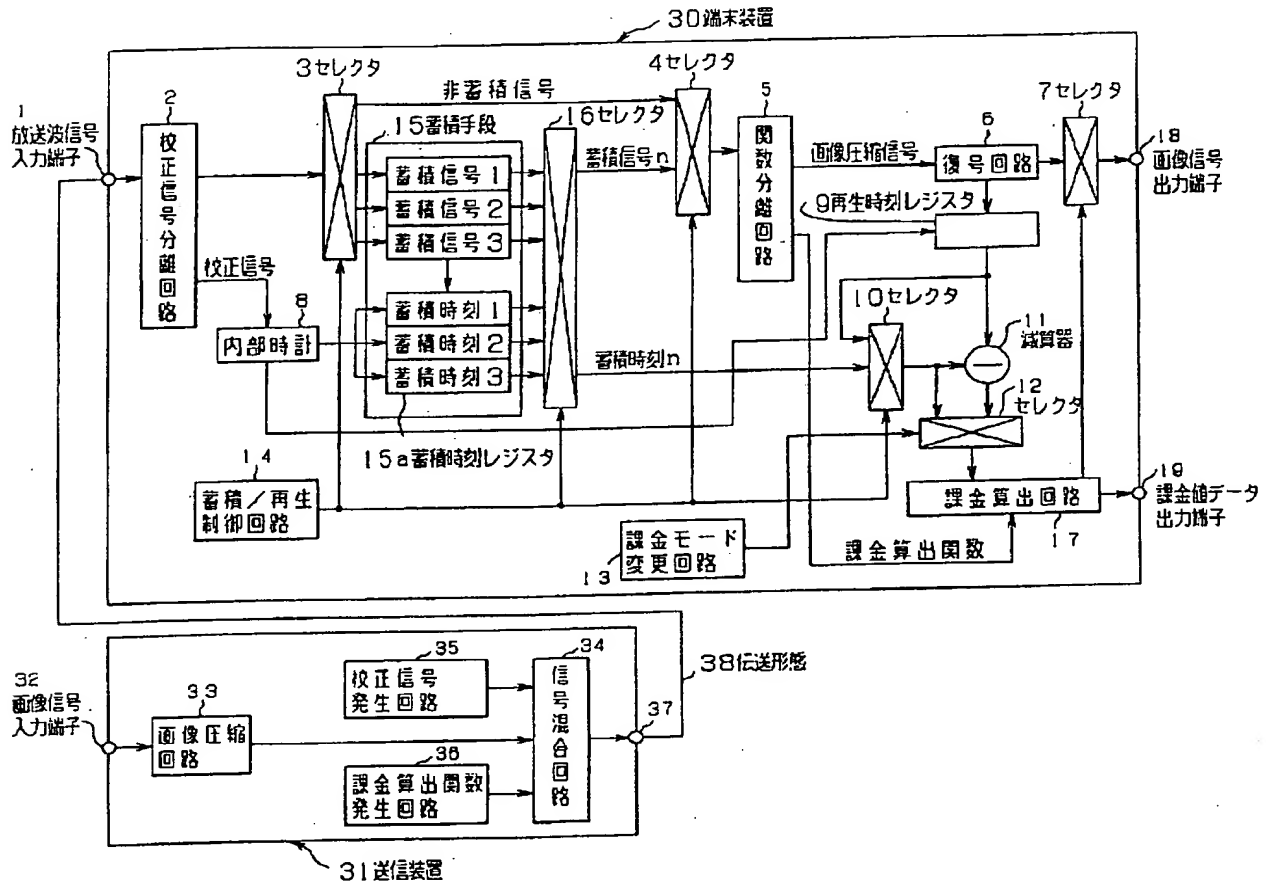 30端末装置
3セレクタ
4セレクタ
7セレクタ
1
放送波信号
入力端子
2
校正信号分離回路
非蓄積信号
15蓄積手段
16セレクタ
蓄積信号n
5
関数分離回路
画像圧縮信号
6
復号回路
18
画像信号
出力端子
蓄積信号1
蓄積信号2
蓄積信号3
9再生時刻レジスタ
校正信号
8
内部時計
蓄積時刻1
蓄積時刻2
蓄積時刻3
10セレクタ
11
減算器
蓄積時刻n
12
セレクタ
15a蓄積時刻レジスタ
14
蓄積/再生
制御回路
課金算出回路
17
19
課金値データ
出力端子
課金モード
変更回路
13
課金算出関数
32
画像信号
入力端子
33
画像圧縮
回路
35
校正信号
発生回路
34
信号混合回路
36
課金算出関数
発生回路
37
38伝送形態
31送信装置